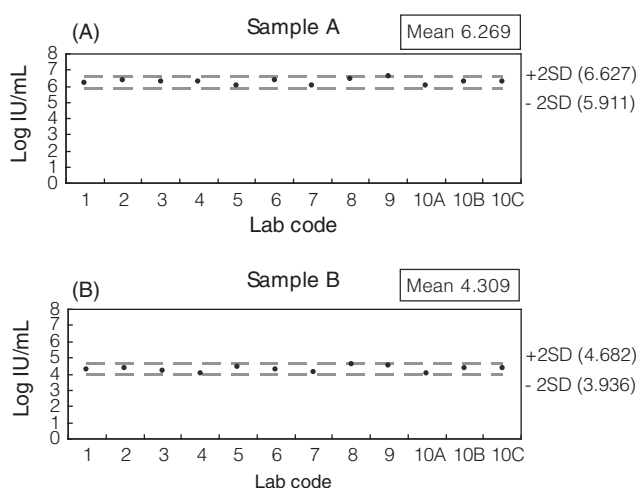 (A)
Sample A
Mean 6.269
Log IU/mL
8
7
6
5
4
3
2
1
0
+2SD (6.627)
- 2SD (5.911)
1 2 3 4 5 6 7 8 9 10A 10B 10C
Lab code
(B)
Sample B
Mean 4.309
Log IU/mL
8
7
6
5
4
3
2
1
0
+2SD (4.682)
- 2SD (3.936)
1 2 3 4 5 6 7 8 9 10A 10B 10C
Lab code